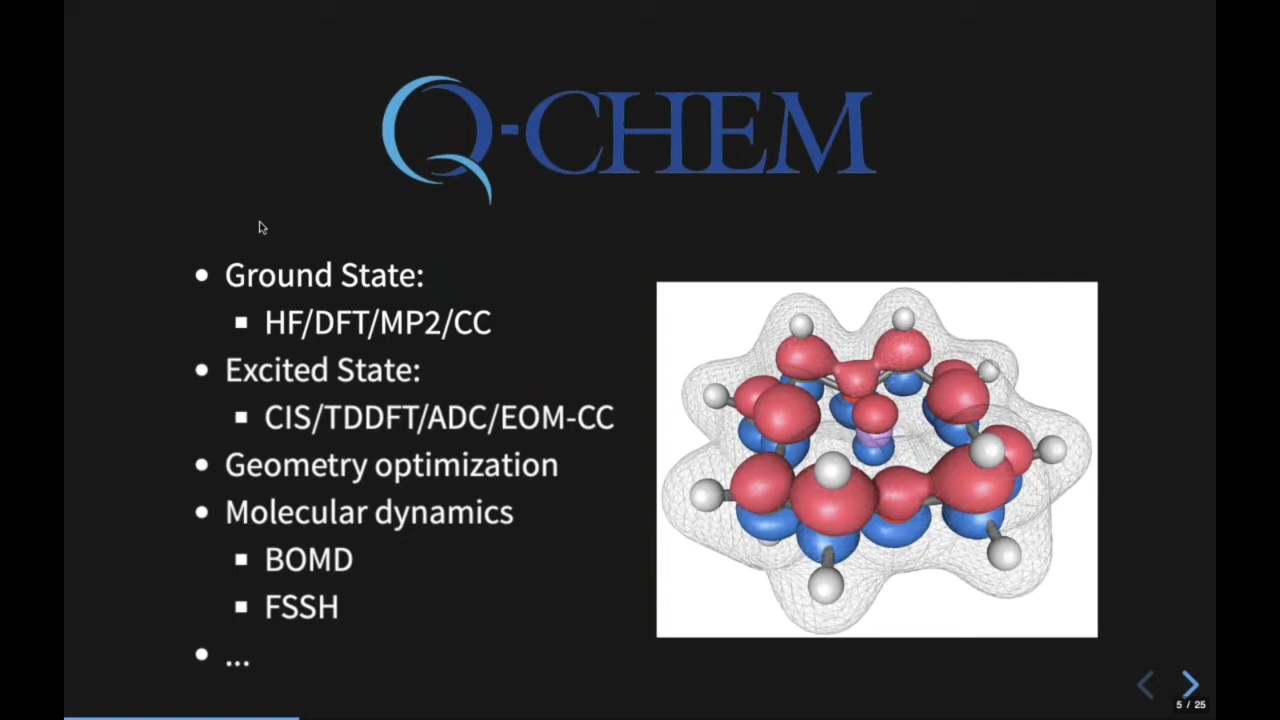 Q-CHEM
Ground State:
HF/DFT/MP2/CC
Excited State:
CIS/TDDFT/ADC/EOM-CC
Geometry optimization
Molecular dynamics
BOMD
FSSH
...
5 / 25